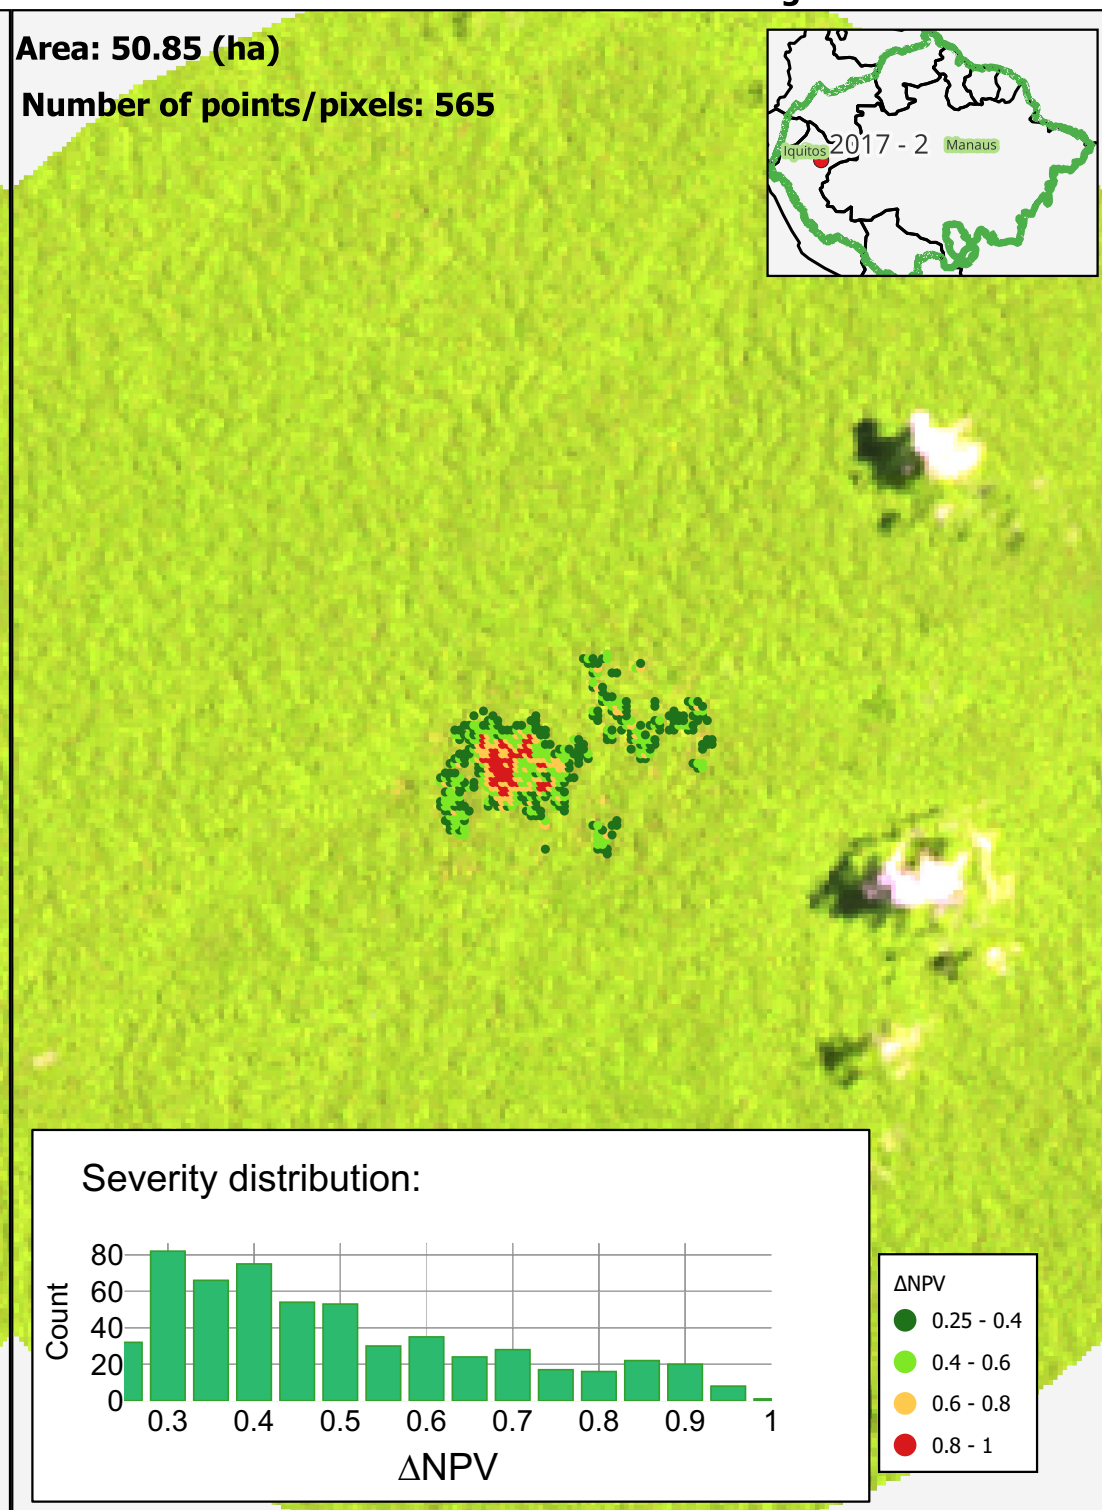 Area: 50.85 (ha)
Number of points/pixels: 565
Iquitos
2017 - 2
Manaus
Severity distribution:
Count
80
60
40
20
0
0.3 0.4 0.5 0.6 0.7 0.8 0.9 1
ΔNPV
ΔNPV
0.25 - 0.4
0.4 - 0.6
0.6 - 0.8
0.8 - 1